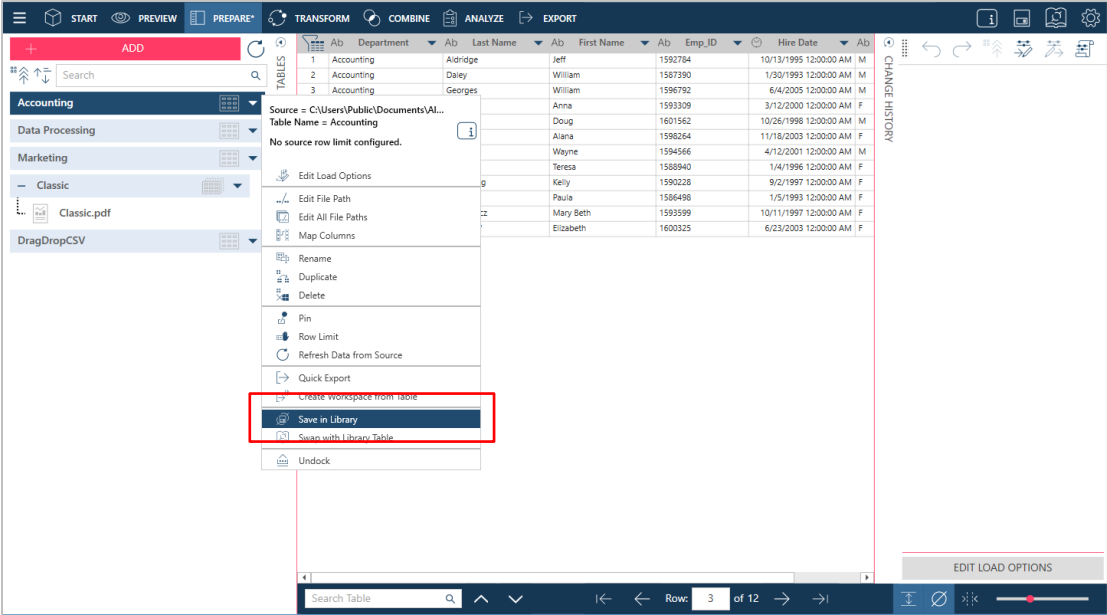 START PREVIEW PREPARE* TRANSFORM COMBINE ANALYZE EXPORT
ADD
Search
TABLES
Accounting
Data Processing
Marketing
Classic
Classic.pdf
DragDropCSV
Ab Department Ab Last Name Ab First Name Ab Emp_ID Hire Date Ab
1 Accounting Aldridge Jeff 1592784 10/13/1995 12:00:00 AM M
2 Accounting Daley William 1587390 1/30/1993 12:00:00 AM M
3 Accounting Georges William 1596792 6/4/2005 12:00:00 AM M
Anna 1593309 3/12/2000 12:00:00 AM F
Doug 1601562 10/26/1998 12:00:00 AM M
Alana 1598264 11/18/2003 12:00:00 AM F
Wayne 1594566 4/12/2001 12:00:00 AM M
Teresa 1588940 1/4/1996 12:00:00 AM F
g Kelly 1590228 9/2/1997 12:00:00 AM F
Paula 1586498 1/5/1993 12:00:00 AM F
cz Mary Beth 1593599 10/11/1997 12:00:00 AM F
Elizabeth 1600325 6/23/2003 12:00:00 AM F
Source = C:\Users\Public\Documents\Al...
Table Name = Accounting
No source row limit configured.
Edit Load Options
Edit File Path
Edit All File Paths
Map Columns
Rename
Duplicate
Delete
Pin
Row Limit
Refresh Data from Source
Quick Export
Create Workspace from Table
Save in Library
Swap with Library Table
Undock
CHANGE HISTORY
EDIT LOAD OPTIONS
Search Table
Row: 3 of 12